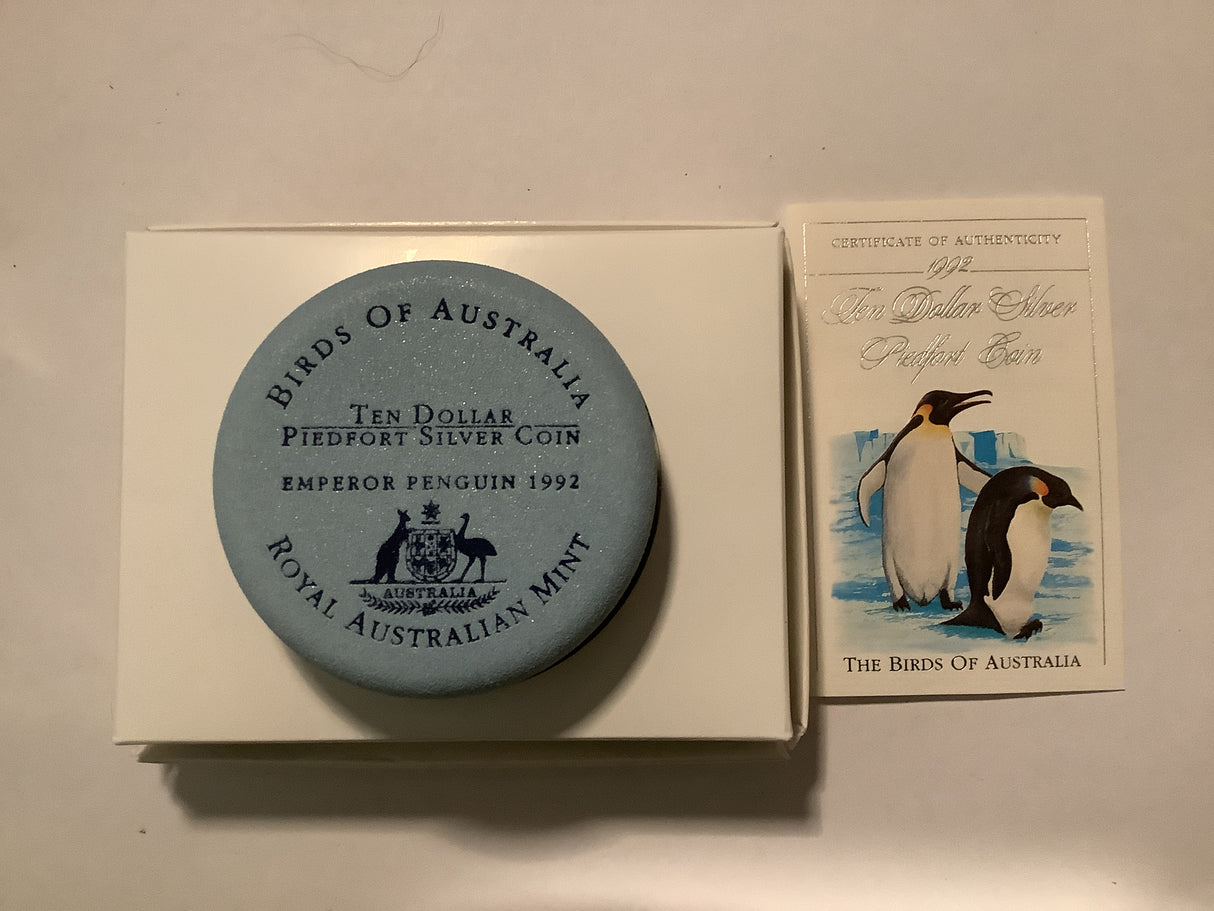 BIRDS OF AUSTRALIA
TEN DOLLAR
PIEDFORT SILVER COIN
EMPEROR PENGUIN 1992
AUSTRALIA
ROYAL AUSTRALIAN MINT
CERTIFICATE OF AUTHENTICITY
1992
Ten Dollar Silver
Piedfort Coin
THE BIRDS OF AUSTRALIA